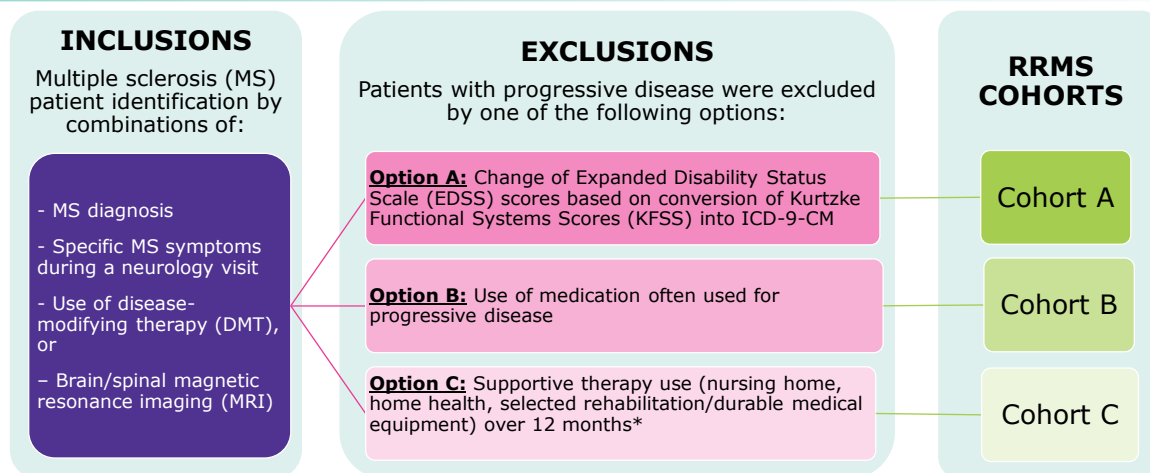 INCLUSIONS
Multiple sclerosis (MS)
patient identification by
combinations of:
- MS diagnosis
- Specific MS symptoms
during a neurology visit
- Use of disease-
modifying therapy (DMT),
or
– Brain/spinal magnetic
resonance imaging (MRI)
EXCLUSIONS
Patients with progressive disease were excluded
by one of the following options:
Option A: Change of Expanded Disability Status
Scale (EDSS) scores based on conversion of Kurtzke
Functional Systems Scores (KFSS) into ICD-9-CM
Option B: Use of medication often used for
progressive disease
Option C: Supportive therapy use (nursing home,
home health, selected rehabilitation/durable medical
equipment) over 12 months*
RRMS
COHORTS
Cohort A
Cohort B
Cohort C